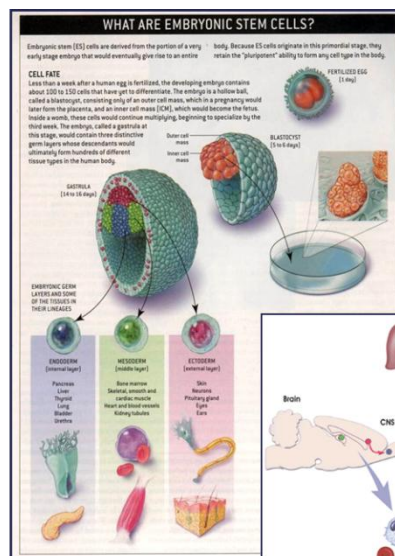 WHAT ARE EMBRYONIC STEM CELLS?
Embryonic stem (ES) cells are derived from the portion of a very
early stage embryo that would eventually give rise to an entire
body. Because ES cells originate in this primordial stage, they
retain the "pluripotent" ability to form any cell type in the body.
CELL FATE
Less than a week after a human egg is fertilized, the developing embryo contains
about 100 to 150 cells that have yet to differentiate. The embryo is a hollow ball,
called a blastocyst, consisting only of an outer cell mass, which in a pregnancy would
later form the placenta, and an inner cell mass (ICM), which would become the fetus.
Inside a womb, these cells would continue multiplying, beginning to specialize by the
third week. The embryo, called a gastrula at
this stage, would contain three distinctive
germ layers whose descendants would
ultimately form hundreds of different
tissue types in the human body.
FERTILIZED EGG
(1 day)
Outer cell
mass
Inner cell
mass
BLASTOCYST
(5 to 6 days)
GASTRULA
(14 to 16 days)
EMBRYONIC GERM
LAYERS AND SOME
OF THE TISSUES IN
THEIR LINEAGES
ENDODERM
(internal layer)
Pancreas
Liver
Thyroid
Lung
Bladder
Urethra
MESODERM
(middle layer)
Bone marrow
Skeletal, smooth and
cardiac muscle
Heart and blood vessels
Kidney tubules
ECTODERM
(external layer)
Skin
Neurons
Pituitary gland
Eyes
Ears
Brain
CNS